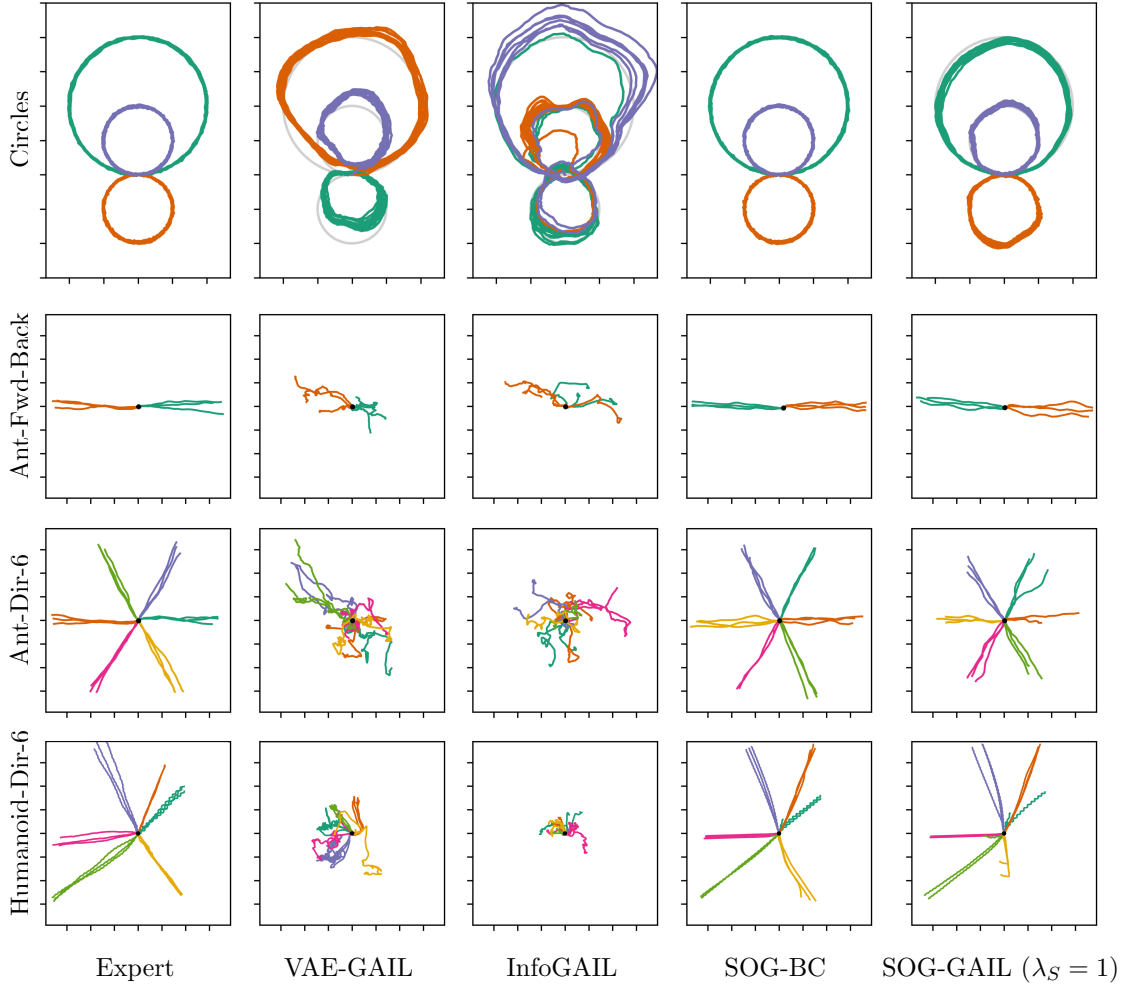 Circles
Ant-Fwd-Back
Ant-Dir-6
Humanoid-Dir-6
Expert
VAE-GAIL
InfoGAIL
SOG-BC
SOG-GAIL (λ_S = 1)